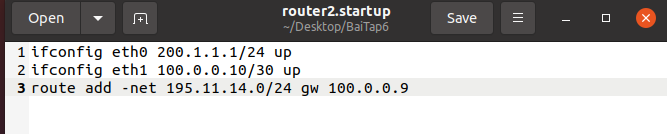 Open
router2.startup
~/Desktop/BaiTap6
Save
1 ifconfig eth0 200.1.1.1/24 up
2 ifconfig eth1 100.0.0.10/30 up
3 route add -net 195.11.14.0/24 gw 100.0.0.9